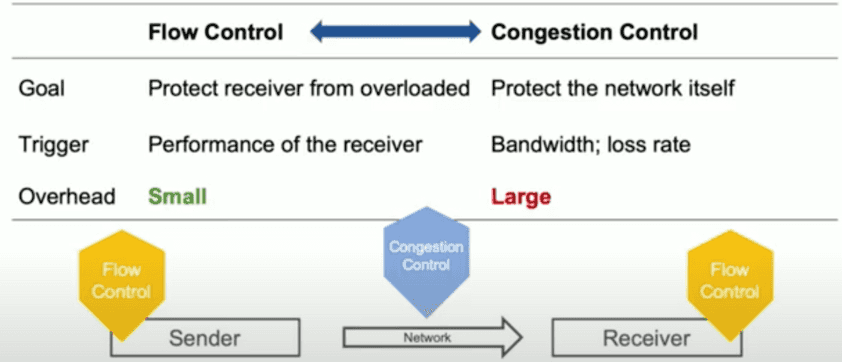 Flow Control Congestion Control
Goal Protect receiver from overloaded Protect the network itself
Trigger Performance of the receiver Bandwidth; loss rate
Overhead Small Large
Flow
Control
Congestion
Control
Flow
Control
Sender Network Receiver